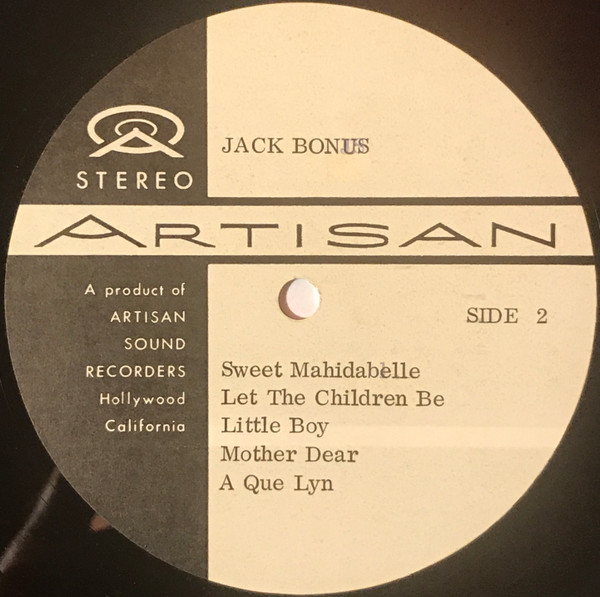 JACK BONUS
STEREO
ARTISAN
A product of
ARTISAN
SOUND
RECORDERS
Hollywood
California
SIDE 2
Sweet Mahidabelle
Let The Children Be
Little Boy
Mother Dear
A Que Lyn